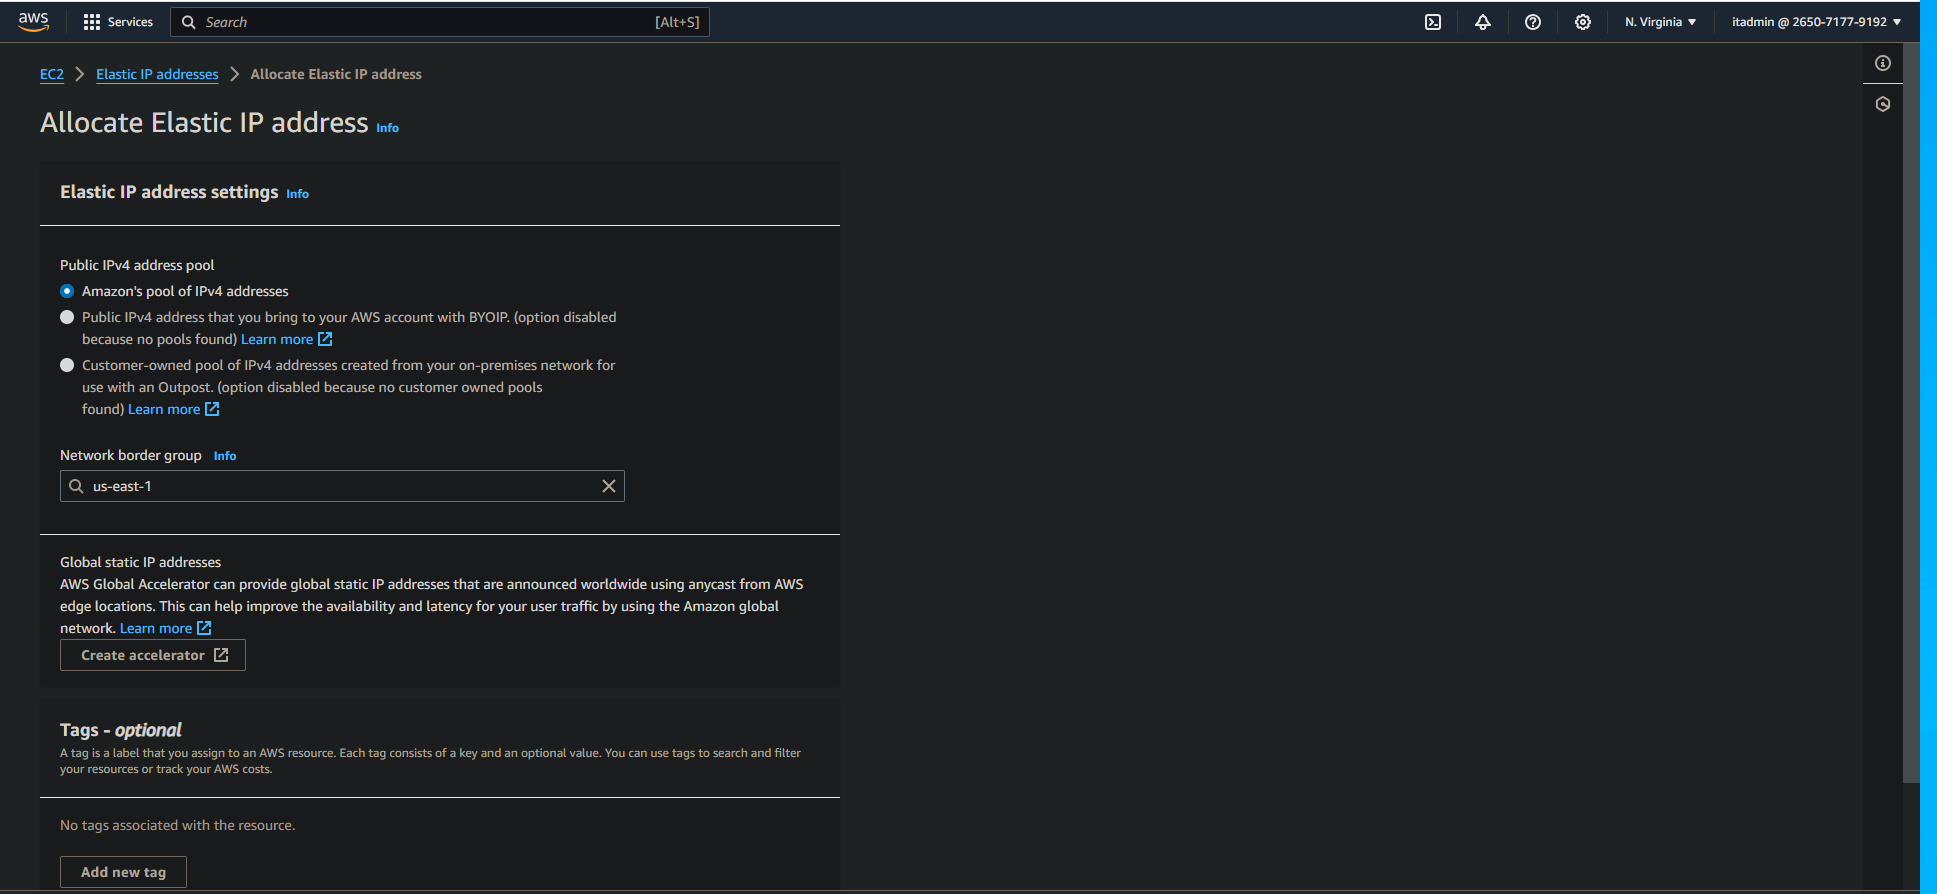 aws
Services
Search [Alt+S]
N. Virginia
itadmin @ 2650-7177-9192
EC2 Elastic IP addresses Allocate Elastic IP address
Allocate Elastic IP address Info
Elastic IP address settings Info
Public IPv4 address pool
Amazon's pool of IPv4 addresses
Public IPv4 address that you bring to your AWS account with BYOIP. (option disabled
because no pools found) Learn more
Customer-owned pool of IPv4 addresses created from your on-premises network for
use with an Outpost. (option disabled because no customer owned pools
found) Learn more
Network border group Info
us-east-1
Global static IP addresses
AWS Global Accelerator can provide global static IP addresses that are announced worldwide using anycast from AWS
edge locations. This can help improve the availability and latency for your user traffic by using the Amazon global
network. Learn more
Create accelerator
Tags - optional
A tag is a label that you assign to an AWS resource. Each tag consists of a key and an optional value. You can use tags to search and filter
your resources or track your AWS costs.
No tags associated with the resource.
Add new tag